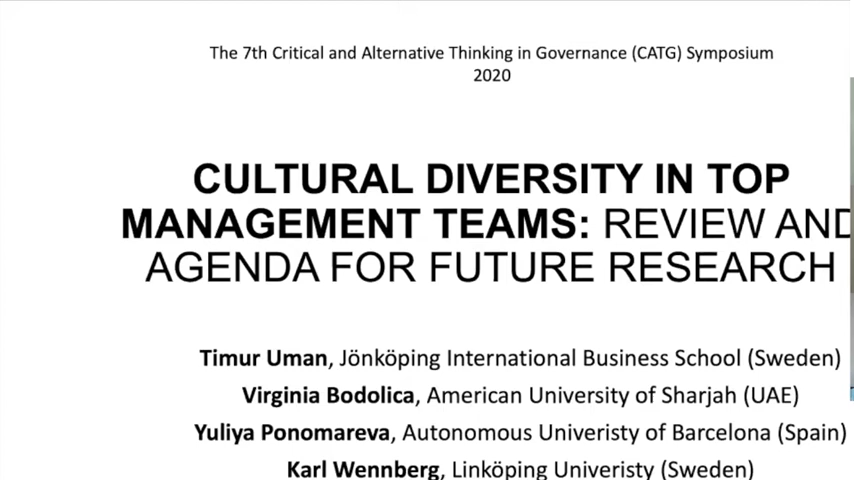 The 7th Critical and Alternative Thinking in Governance (CATG) Symposium
2020
CULTURAL DIVERSITY IN TOP
MANAGEMENT TEAMS: REVIEW AND
AGENDA FOR FUTURE RESEARCH
Timur Uman, Jönköping International Business School (Sweden)
Virginia Bodolica, American University of Sharjah (UAE)
Yuliya Ponomareva, Autonomous Univeristy of Barcelona (Spain)
Karl Wennberg, Linköping Univeristy (Sweden)